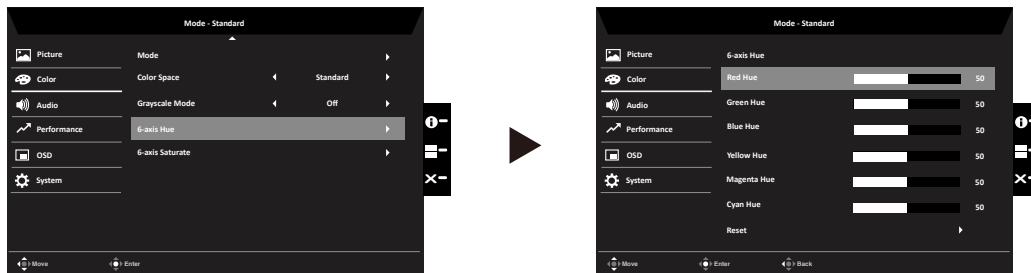 Mode - Standard
Picture
Color
Audio
Performance
OSD
System
Mode
Color Space Standard
Grayscale Mode Off
6-axis Hue
6-axis Saturate
Move Enter
Mode - Standard
Picture
Color
Audio
Performance
OSD
System
6-axis Hue
Red Hue 50
Green Hue 50
Blue Hue 50
Yellow Hue 50
Magenta Hue 50
Cyan Hue 50
Reset
Move Enter Back